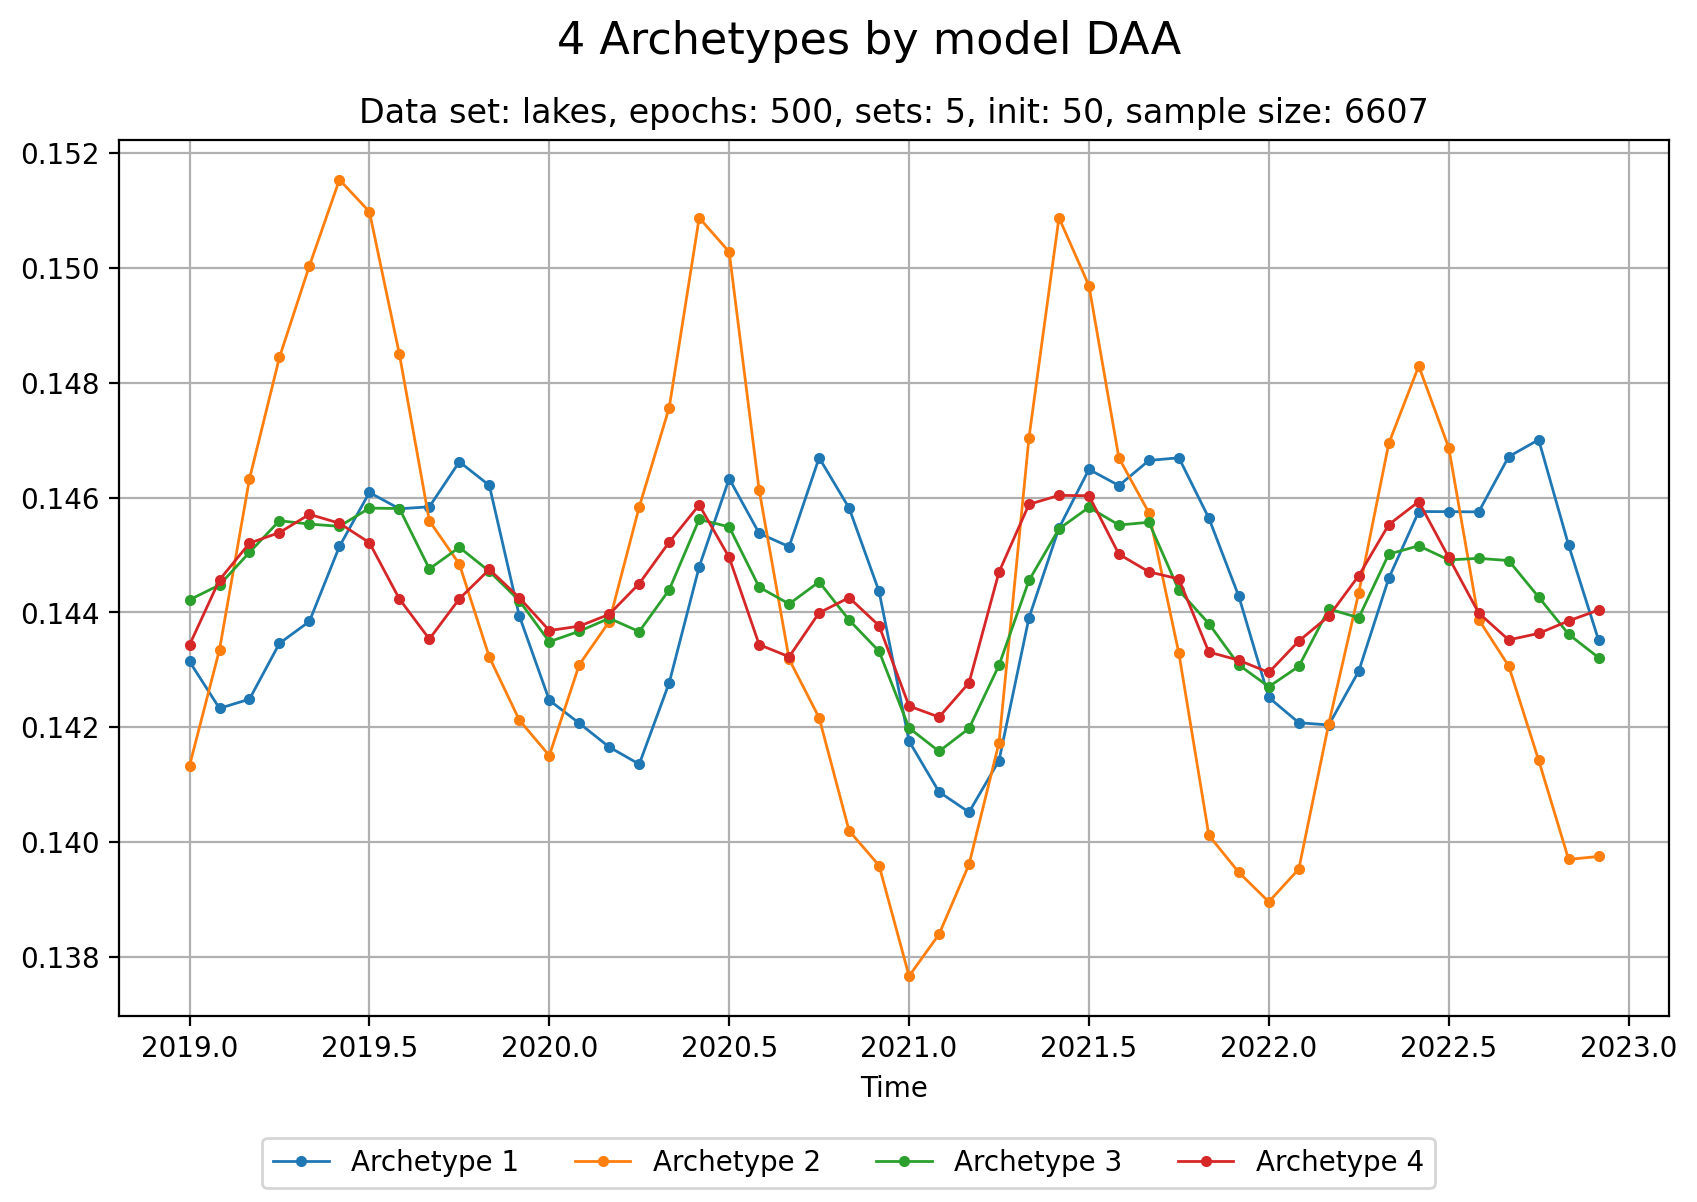 4 Archetypes by model DAA
Data set: lakes, epochs: 500, sets: 5, init: 50, sample size: 6607
0.152
0.150
0.148
0.146
0.144
0.142
0.140
0.138
2019.0 2019.5 2020.0 2020.5 2021.0 2021.5 2022.0 2022.5 2023.0
Time
Archetype 1 Archetype 2 Archetype 3 Archetype 4